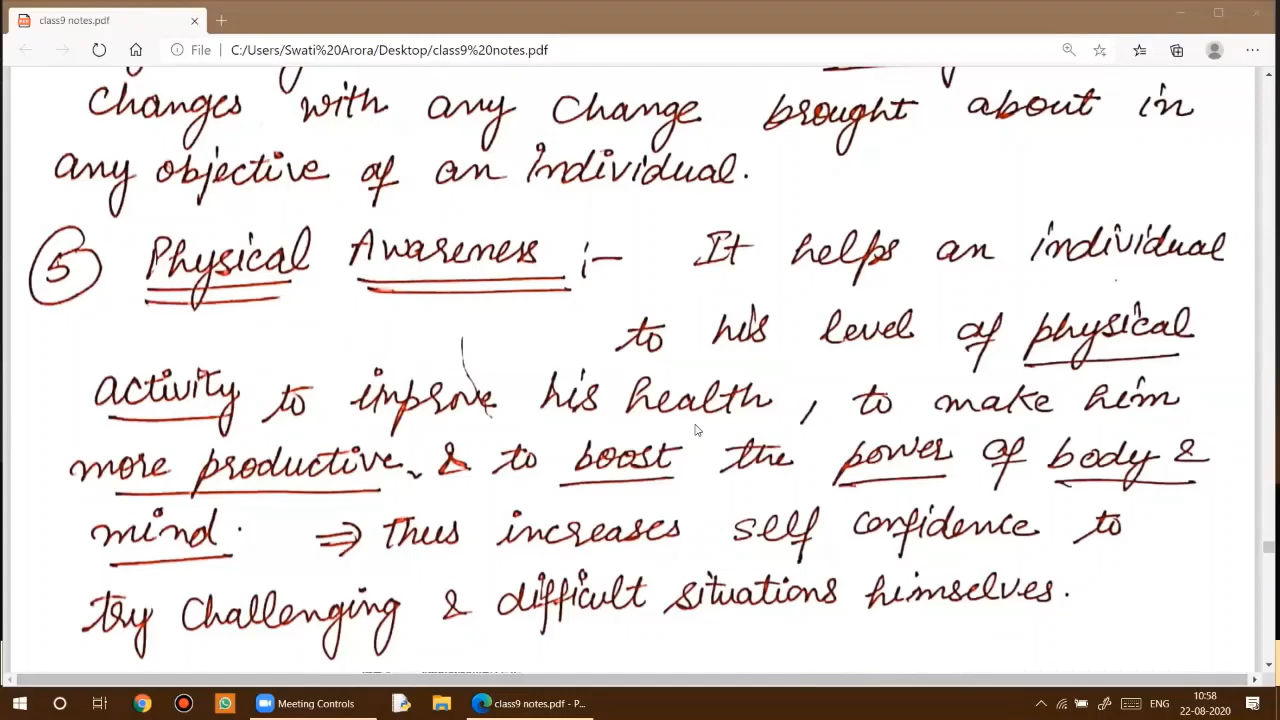 class9 notes.pdf
File | C:/Users/Swati%20Arora/Desktop/class9%20notes.pdf
changes with any change brought about in
any objective of an individual.
5 Physical Awareness :- It helps an individual
to his level of physical
activity to improve his health, to make him
more productive, & to boost the power of body &
mind. ⇒ Thus increases self confidence to
try challenging & difficult situations himselves.
Meeting Controls
class9 notes.pdf - P...
ENG
10:58
22-08-2020